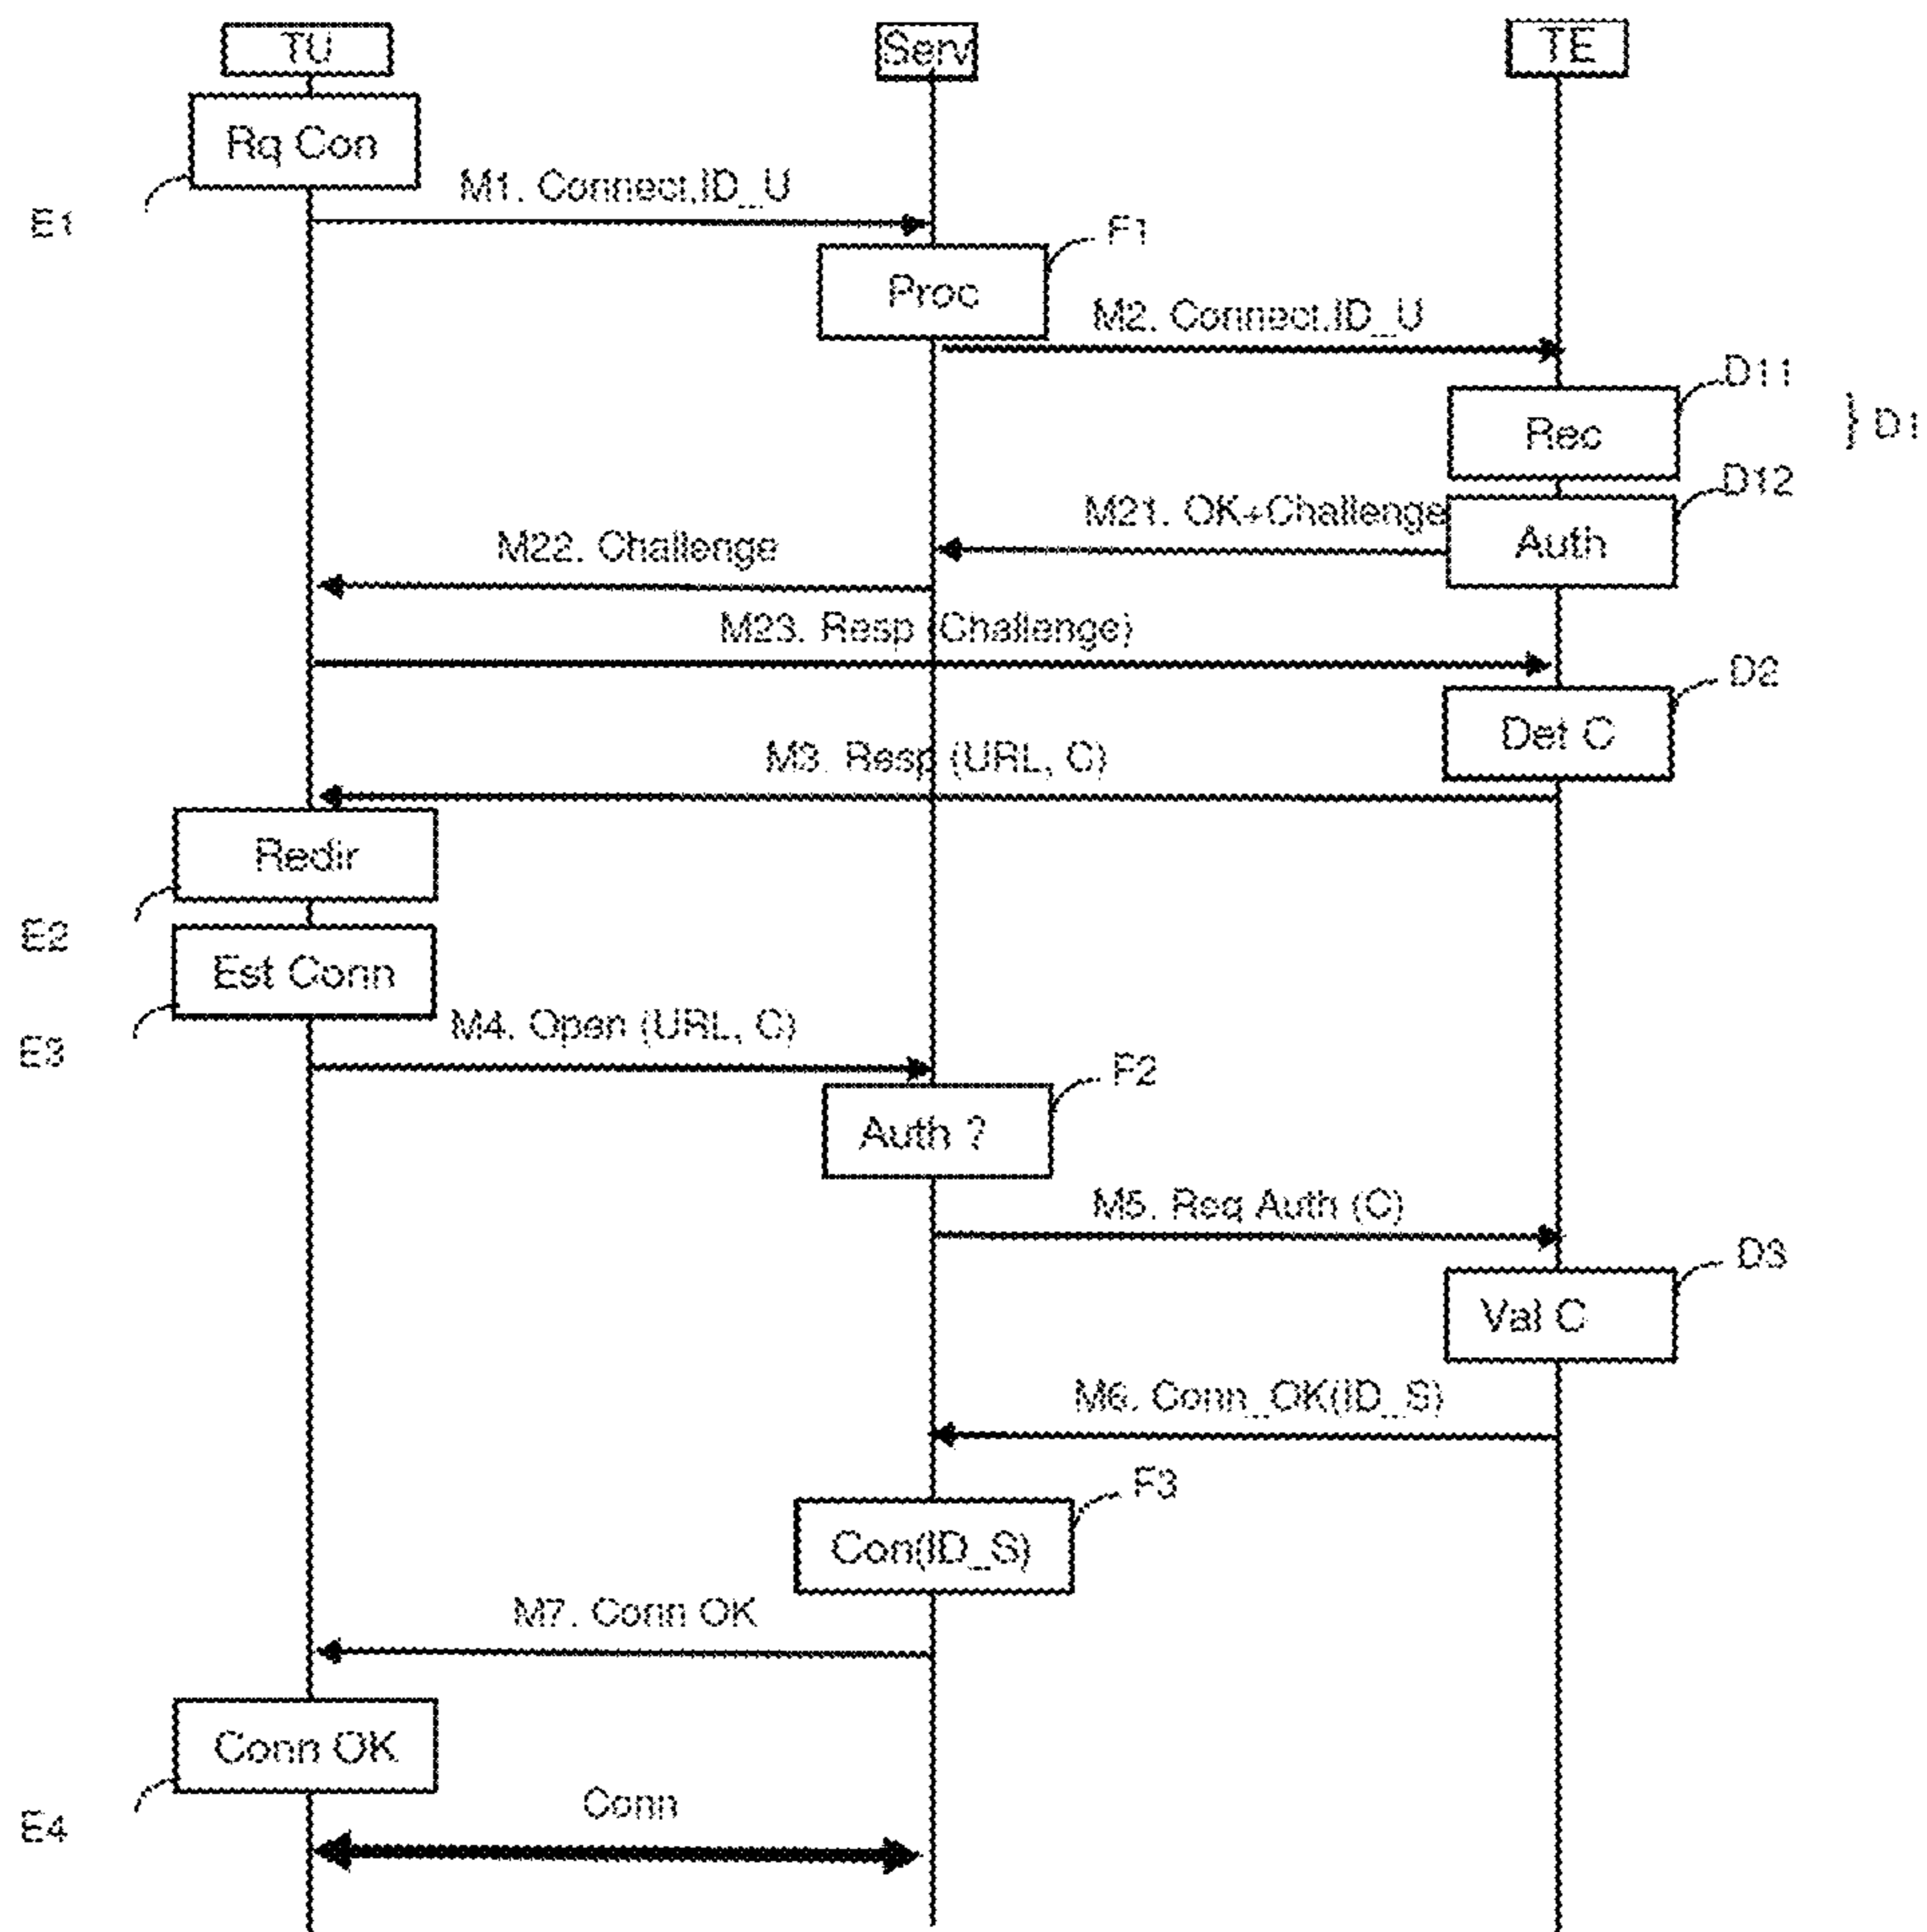 TU
Serv
TE
Rq Con
M1. Connect,ID_U
E1
F1
Proc
M2. Connect,ID_U
D11
Rec
} D1
D12
M21. OK+Challenge
Auth
M22. Challenge
M23. Resp (Challenge)
D2
Det C
M3. Resp (URL, C)
Redir
E2
Est Conn
M4. Open (URL, C)
E3
F2
Auth ?
M5. Req Auth (C)
D3
Val C
M6. Conn_OK(ID_S)
F3
Con(ID_S)
M7. Conn OK
Conn OK
Conn
E4